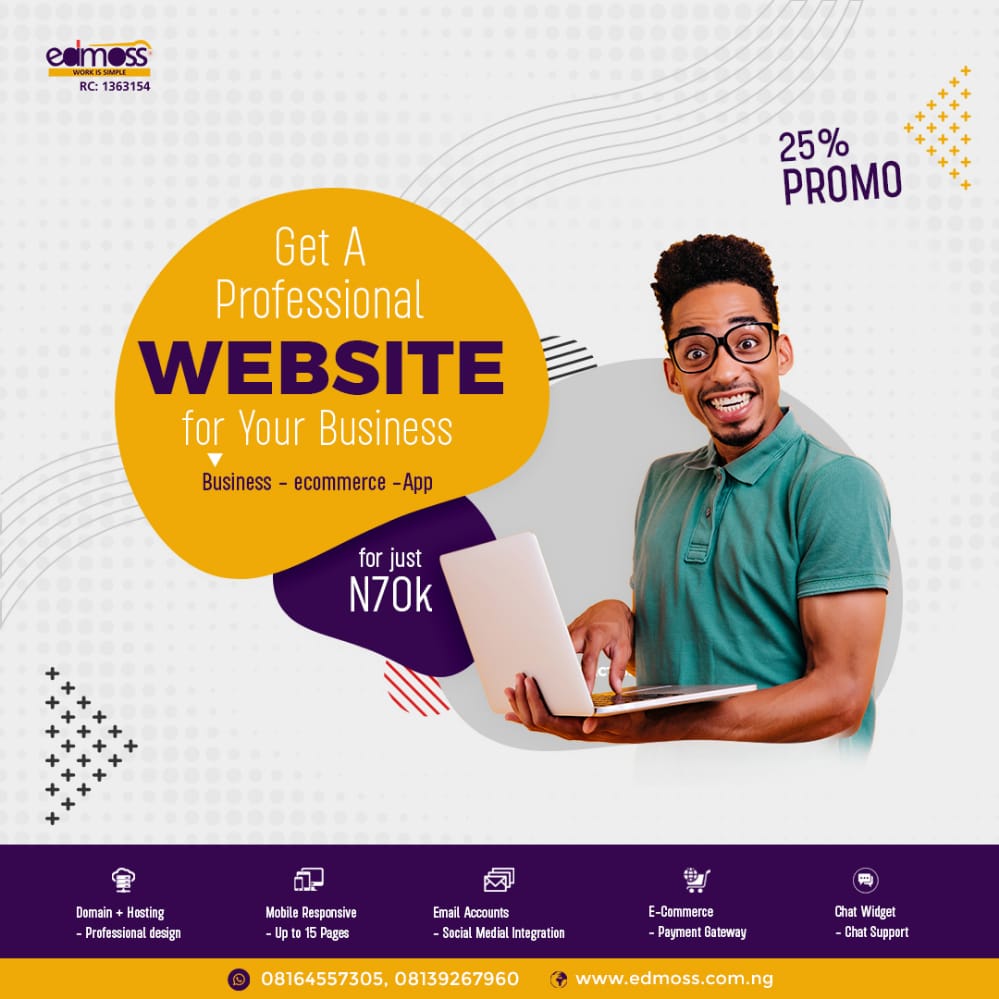 edmoss
WORK IS SIMPLE
RC: 1363154
25%
PROMO
Get A
Professional
WEBSITE
for Your Business
Business - ecommerce -App
for just
N70k
Domain + Hosting
- Professional design
Mobile Responsive
- Up to 15 Pages
Email Accounts
- Social Medial Integration
E-Commerce
- Payment Gateway
Chat Widget
- Chat Support
08164557305, 08139267960
www.edmoss.com.ng